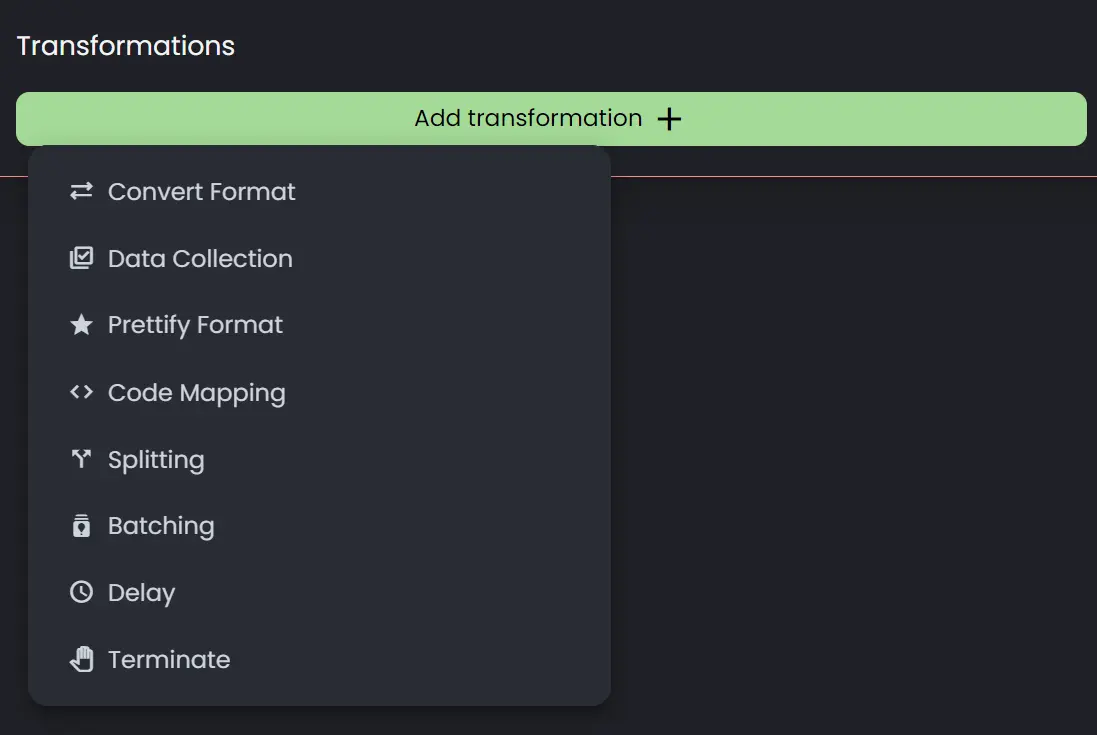 Transformations
Add transformation +
Convert Format
Data Collection
Prettify Format
Code Mapping
Splitting
Batching
Delay
Terminate